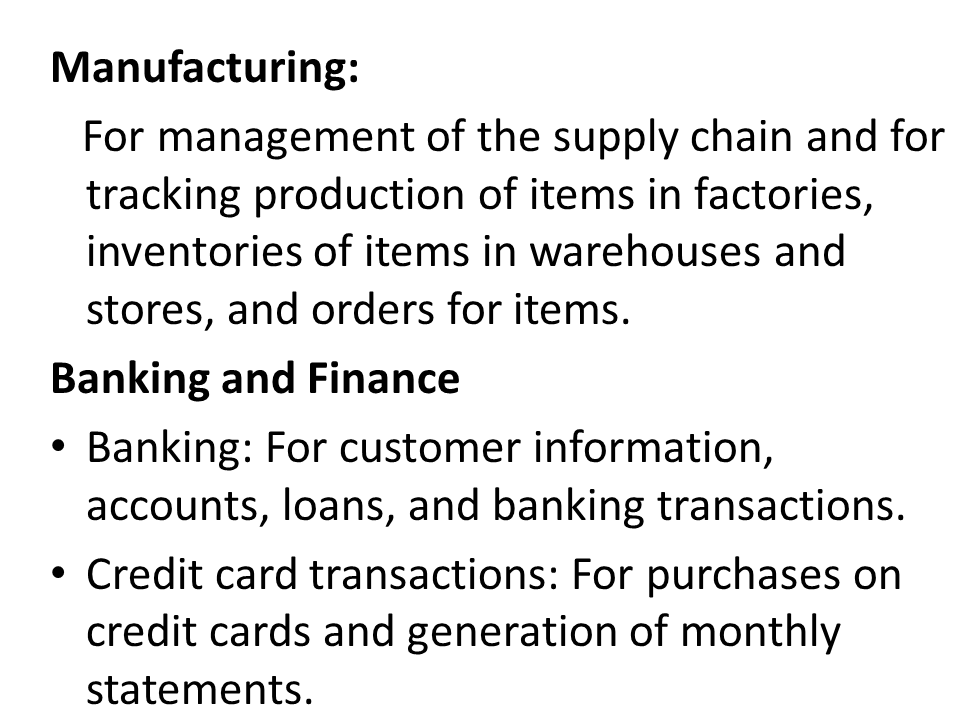 Manufacturing:
For management of the supply chain and for
tracking production of items in factories,
inventories of items in warehouses and
stores, and orders for items.
Banking and Finance
• Banking: For customer information,
accounts, loans, and banking transactions.
• Credit card transactions: For purchases on
credit cards and generation of monthly
statements.